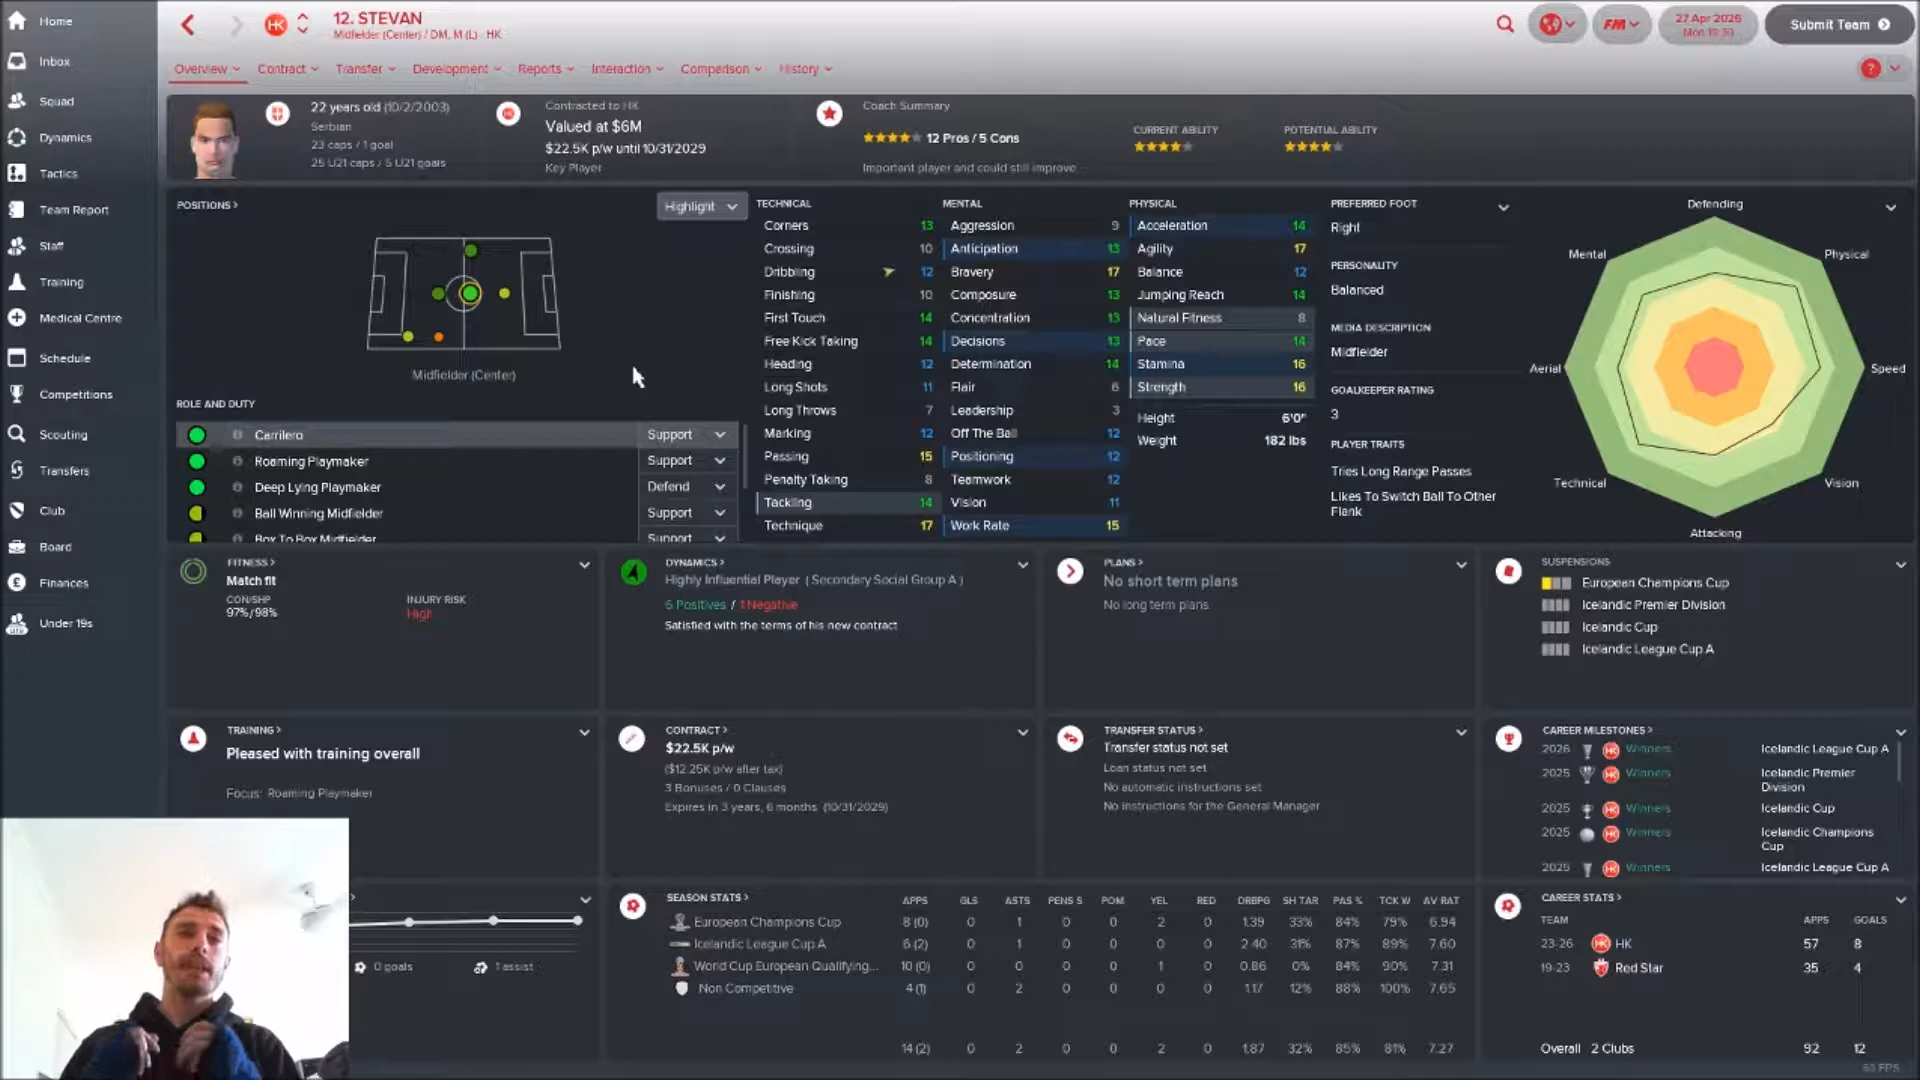 Home
Inbox
Squad
Dynamics
Tactics
Team Report
Staff
Training
Medical Centre
Schedule
Competitions
Scouting
Transfers
Club
Board
Finances
Under 19s
HK
12. STEVAN
Midfielder (Center) / DM, M (L) - HK
FM
27 Apr 2026
Submit Team
Overview Contract Transfer Development Reports Interaction Comparison History
22 years old (10/2/2003)
Serbian
23 caps / 1 goal
25 U21 caps / 5 U21 goals
Contracted to HK
Valued at $6M
$22.5K p/w until 10/31/2029
Key Player
Coach Summary
12 Pros / 5 Cons
Important player and could still improve
CURRENT ABILITY
POTENTIAL ABILITY
POSITIONS >
Highlight
Midfielder (Center)
ROLE AND DUTY
Carrilero Support
Roaming Playmaker Support
Deep Lying Playmaker Defend
Ball Winning Midfielder Support
Box To Box Midfielder Support
TECHNICAL
Corners 13
Crossing 10
Dribbling 12
Finishing 10
First Touch 14
Free Kick Taking 14
Heading 12
Long Shots 11
Long Throws 7
Marking 12
Passing 15
Penalty Taking 8
Tackling 14
Technique 17
MENTAL
Aggression 9
Anticipation 13
Bravery 17
Composure 13
Concentration 13
Decisions 13
Determination 14
Flair 6
Leadership 3
Off The Ball 12
Positioning 12
Teamwork 12
Vision 11
Work Rate 15
PHYSICAL
Acceleration 14
Agility 17
Balance 12
Jumping Reach 14
Natural Fitness 8
Pace 14
Stamina 16
Strength 16
Height 6'0"
Weight 182 lbs
PREFERRED FOOT
Right
PERSONALITY
Balanced
MEDIA DESCRIPTION
Midfielder
GOALKEEPER RATING
3
PLAYER TRAITS
Tries Long Range Passes
Likes To Switch Ball To Other
Flank
Defending
Physical
Speed
Vision
Attacking
Technical
Aerial
Mental
FITNESS >
Match fit
CON/SHP
97%/98%
INJURY RISK
High
DYNAMICS >
Highly Influential Player ( Secondary Social Group A )
6 Positives / 1 Negative
Satisfied with the terms of his new contract
PLANS >
No short term plans
No long term plans
SUSPENSIONS
European Champions Cup
Icelandic Premier Division
Icelandic Cup
Icelandic League Cup A
TRAINING >
Pleased with training overall
Focus: Roaming Playmaker
CONTRACT >
$22.5K p/w
($12.25K p/w after tax)
3 Bonuses / 0 Clauses
Expires in 3 years, 6 months (10/31/2029)
TRANSFER STATUS >
Transfer status not set
Loan status not set
No automatic instructions set
No instructions for the General Manager
CAREER MILESTONES >
2026 HK Winners Icelandic League Cup A
2025 HK Winners Icelandic Premier
Division
2025 HK Winners Icelandic Cup
2025 HK Winners Icelandic Champions
Cup
2025 HK Winners Icelandic League Cup A
0 goals 1 assist
SEASON STATS > APPS GLS ASTS PENS S POM YEL RED DRBPG SH TAR PAS % TCK W AV RAT
European Champions Cup 8 (0) 0 1 0 0 2 0 1.39 33% 84% 79% 6.94
Icelandic League Cup A 6 (2) 0 1 0 0 0 0 2.40 31% 87% 89% 7.60
World Cup European Qualifying... 10 (0) 0 0 0 0 1 0 0.86 0% 84% 90% 7.31
Non Competitive 4 (1) 0 2 0 0 0 0 1.17 12% 88% 100% 7.65
14 (2) 0 2 0 0 2 0 1.87 32% 85% 81% 7.27
CAREER STATS >
TEAM APPS GOALS
23-26 HK HK 57 8
19-23 Red Star 35 4
Overall 2 Clubs 92 12